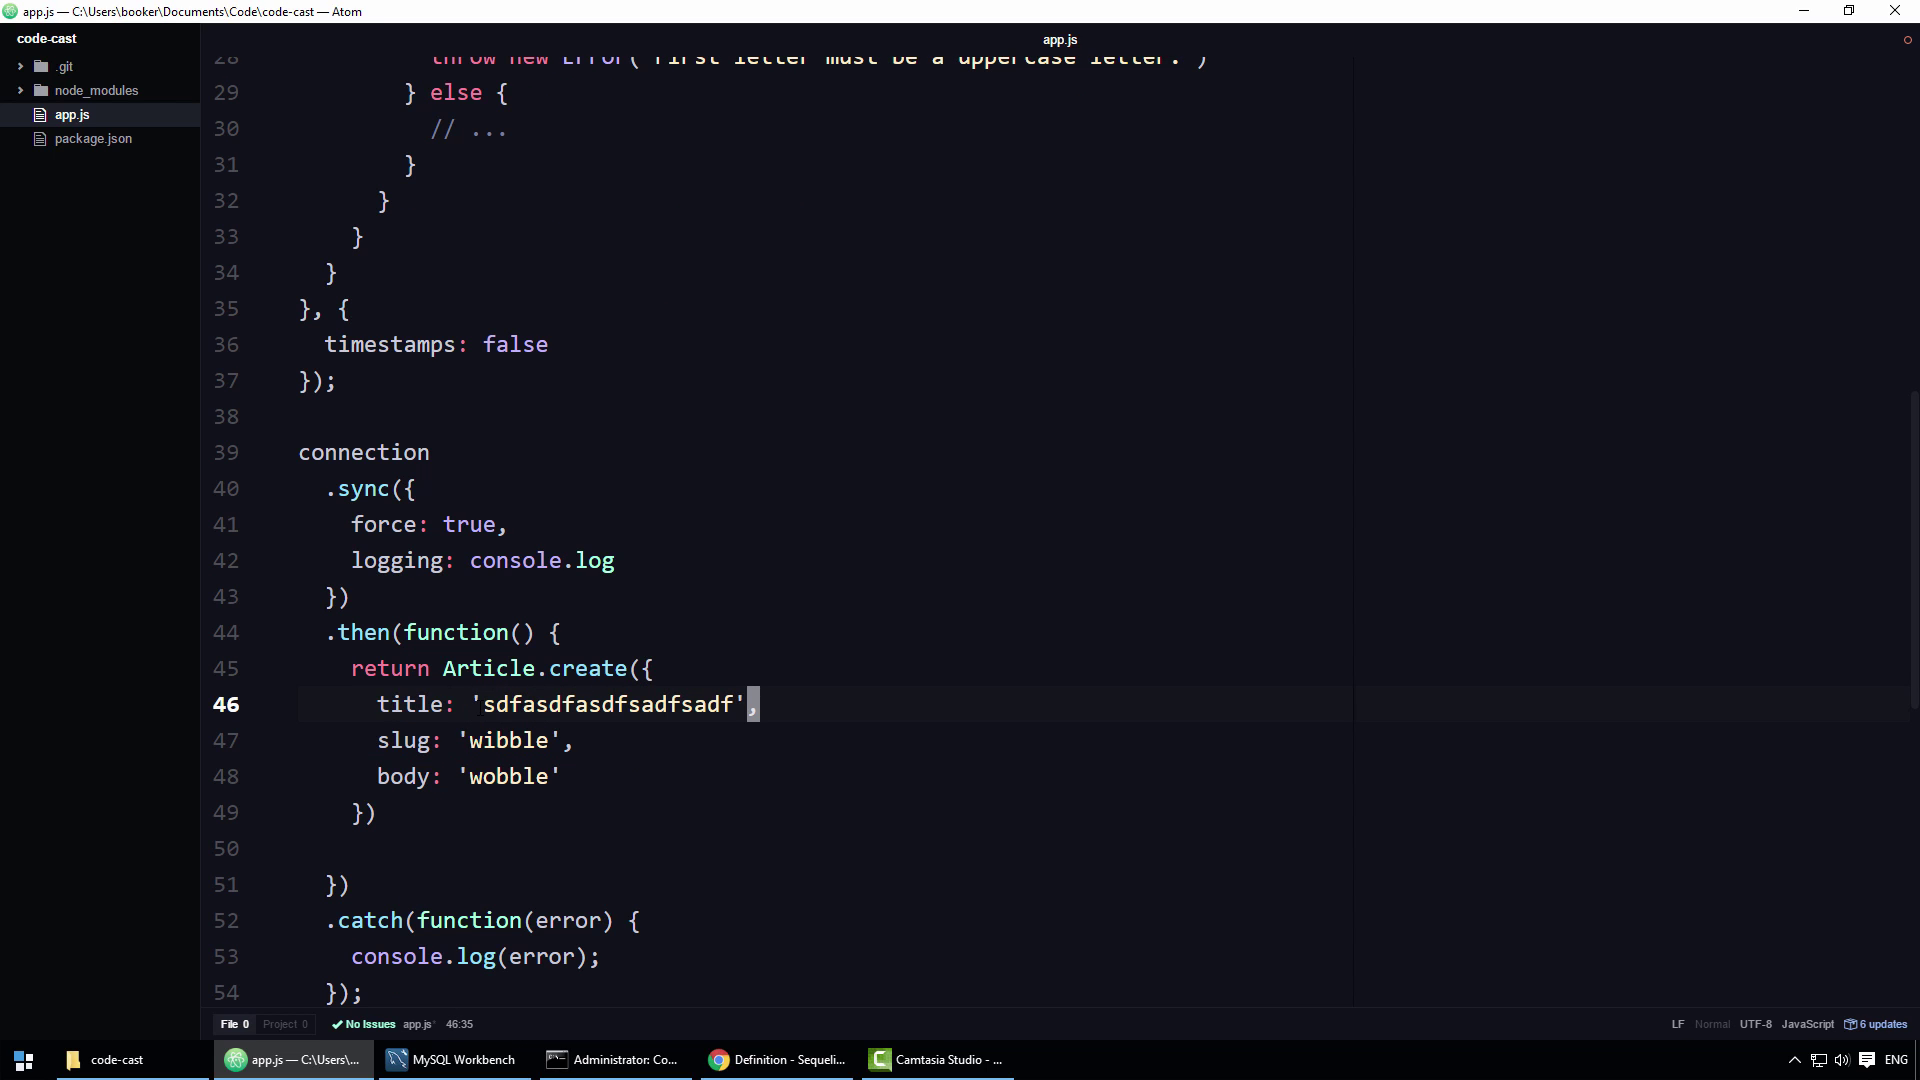 app.js — C:\Users\booker\Documents\Code\code-cast — Atom
code-cast
.git
node_modules
app.js
package.json
app.js
28 throw new Error('First letter must be a uppercase letter.')
29 } else {
30 // ...
31 }
32 }
33 }
34 }
35 }, {
36 timestamps: false
37 });
38
39 connection
40 .sync({
41 force: true,
42 logging: console.log
43 })
44 .then(function() {
45 return Article.create({
46 title: 'sdfasdfasdfsadfsadf',
47 slug: 'wibble',
48 body: 'wobble'
49 })
50
51 })
52 .catch(function(error) {
53 console.log(error);
54 });
File 0 Project 0 No Issues app.js* 46:35 LF Normal UTF-8 JavaScript 6 updates
code-cast app.js — C:\Users\... MySQL Workbench Administrator: Co... Definition - Sequeli... Camtasia Studio - ... ENG